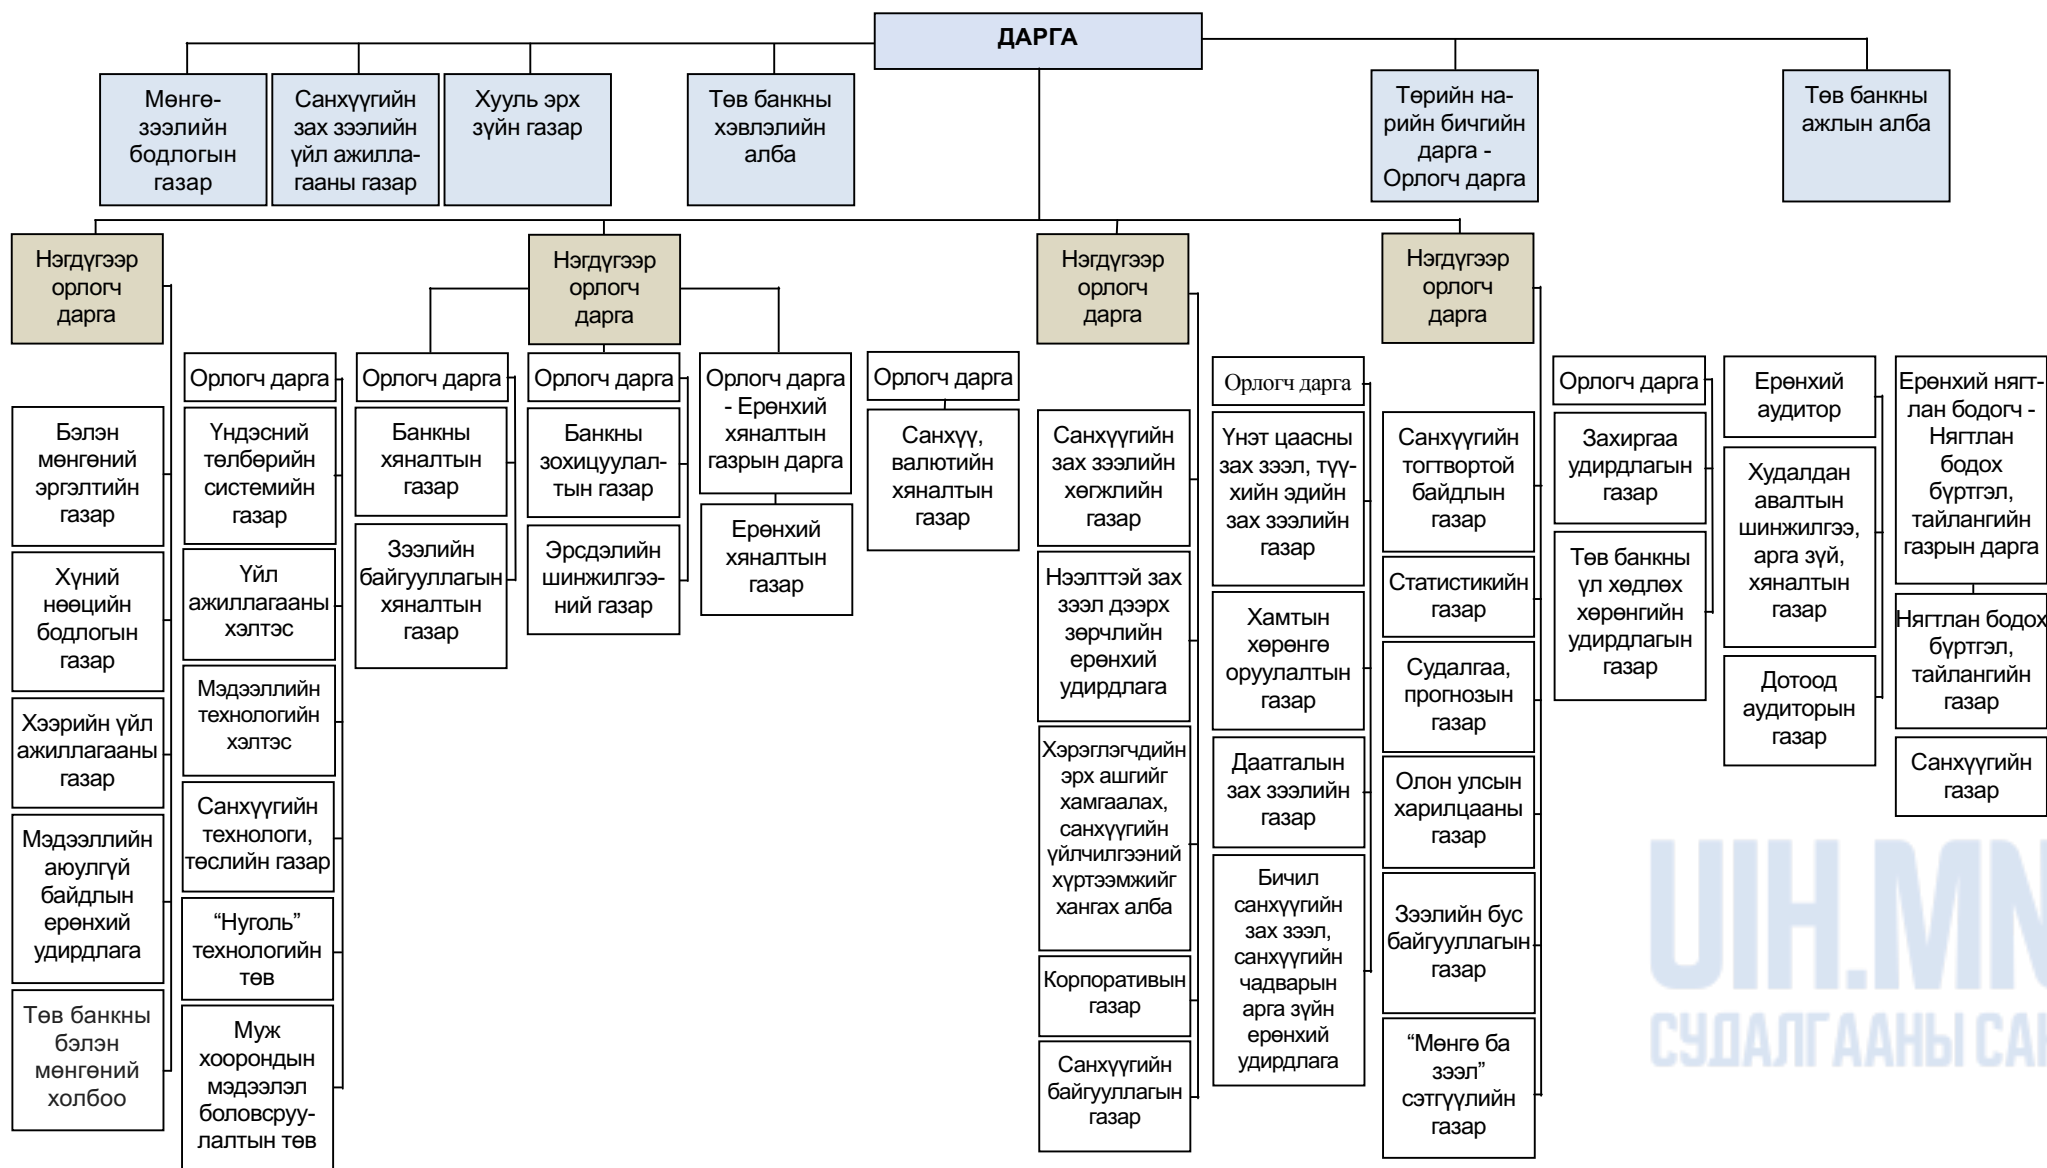 ДАРГА
Мөнгө-
зээлийн
бодлогын
газар
Санхүүгийн
зах зээлийн
үйл ажилла-
гааны газар
Хууль эрх
зүйн газар
Төв банкны
хэвлэлийн
алба
Төрийн на-
рийн бичгийн
дарга -
Орлогч дарга
Төв банкны
ажлын алба
Нэгдүгээр
орлогч
дарга
Нэгдүгээр
орлогч
дарга
Нэгдүгээр
орлогч
дарга
Нэгдүгээр
орлогч
дарга
Бэлэн
мөнгөний
эргэлтийн
газар
Хүний
нөөцийн
бодлогын
газар
Хээрийн үйл
ажиллагааны
газар
Мэдээллийн
аюулгүй
байдлын
ерөнхий
удирдлага
Төв банкны
бэлэн
мөнгөний
холбоо
Орлогч дарга
Үндэсний
төлбөрийн
системийн
газар
Үйл
ажиллагааны
хэлтэс
Мэдээллийн
технологийн
хэлтэс
Санхүүгийн
технологи,
төслийн газар
“Нуголь”
технологийн
төв
Муж
хоорондын
мэдээлэл
боловсруу-
лалтын төв
Орлогч дарга
Банкны
хяналтын
газар
Зээлийн
байгууллагын
хяналтын
газар
Орлогч дарга
Банкны
зохицуулал-
тын газар
Эрсдэлийн
шинжилгээ-
ний газар
Орлогч дарга
- Ерөнхий
хяналтын
газрын дарга
Ерөнхий
хяналтын
газар
Орлогч дарга
Санхүү,
валютийн
хяналтын
газар
Санхүүгийн
зах зээлийн
хөгжлийн
газар
Нээлттэй зах
зээл дээрх
зөрчлийн
ерөнхий
удирдлага
Хэрэглэгчдийн
эрх ашгийг
хамгаалах,
санхүүгийн
үйлчилгээний
хүртээмжийг
хангах алба
Корпоративын
газар
Санхүүгийн
байгууллагын
газар
Орлогч дарга
Үнэт цаасны
зах зээл, түү-
хийн эдийн
зах зээлийн
газар
Хамтын
хөрөнгө
оруулалтын
газар
Даатгалын
зах зээлийн
газар
Бичил
санхүүгийн
зах зээл,
санхүүгийн
чадварын
арга зүйн
ерөнхий
удирдлага
Санхүүгийн
тогтвортой
байдлын
газар
Статистикийн
газар
Судалгаа,
прогнозын
газар
Олон улсын
харилцааны
газар
Зээлийн бус
байгууллагын
газар
“Мөнгө ба
зээл”
сэтгүүлийн
газар
Орлогч дарга
Захиргаа
удирдлагын
газар
Төв банкны
үл хөдлөх
хөрөнгийн
удирдлагын
газар
Ерөнхий
аудитор
Худалдан
авалтын
шинжилгээ,
арга зүй,
хяналтын
газар
Дотоод
аудиторын
газар
Ерөнхий нягт-
лан бодогч -
Нягтлан
бодох
бүртгэл,
тайлангийн
газрын дарга
Нягтлан бодох
бүртгэл,
тайлангийн
газар
Санхүүгийн
газар
UIH.MN
СУДАЛГААНЫ САН